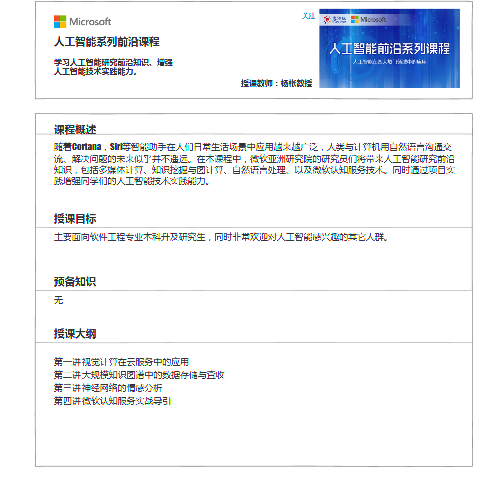 Microsoft
关注
Microsoft
人工智能系列前沿课程
人工智能前沿系列课程
学习人工智能研究前沿知识、增强
人工智能技术实践能力。
授课教师：杨枨教授
课程概述
随着Cortana，Siri等智能助手在人们日常生活场景中应用越来越广泛，人类与计算机用自然语言沟通交
流、解决问题的未来似乎并不遥远。在本课程中，微软亚洲研究院的研究员们将带来人工智能研究前沿
知识，包括多媒体计算、知识挖掘与图计算、自然语言处理、以及微软认知服务技术。同时通过项目实
践增强同学们的人工智能技术实践能力。
授课目标
主要面向软件工程专业本科升及研究生，同时非常欢迎对人工智能感兴趣的其它人群。
预备知识
无
授课大纲
第一讲视觉计算在云服务中的应用
第二讲大规模知识图谱中的数据存储与查收
第三讲神经网络的情感分析
第四讲微软认知服务实战导引